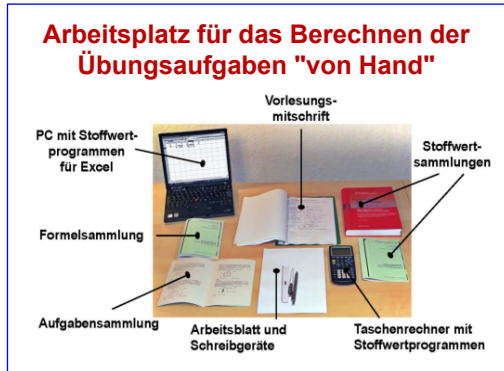 Arbeitsplatz für das Berechnen der
Übungsaufgaben "von Hand"
Vorlesungs-
mitschrift
PC mit Stoffwert-
programmen
für Excel
Stoffwert
sammlungen
Formelsammlung
Aufgabensammlung
Arbeitsblatt und
Schreibgeräte
Taschenrechner mit
Stoffwertprogrammen